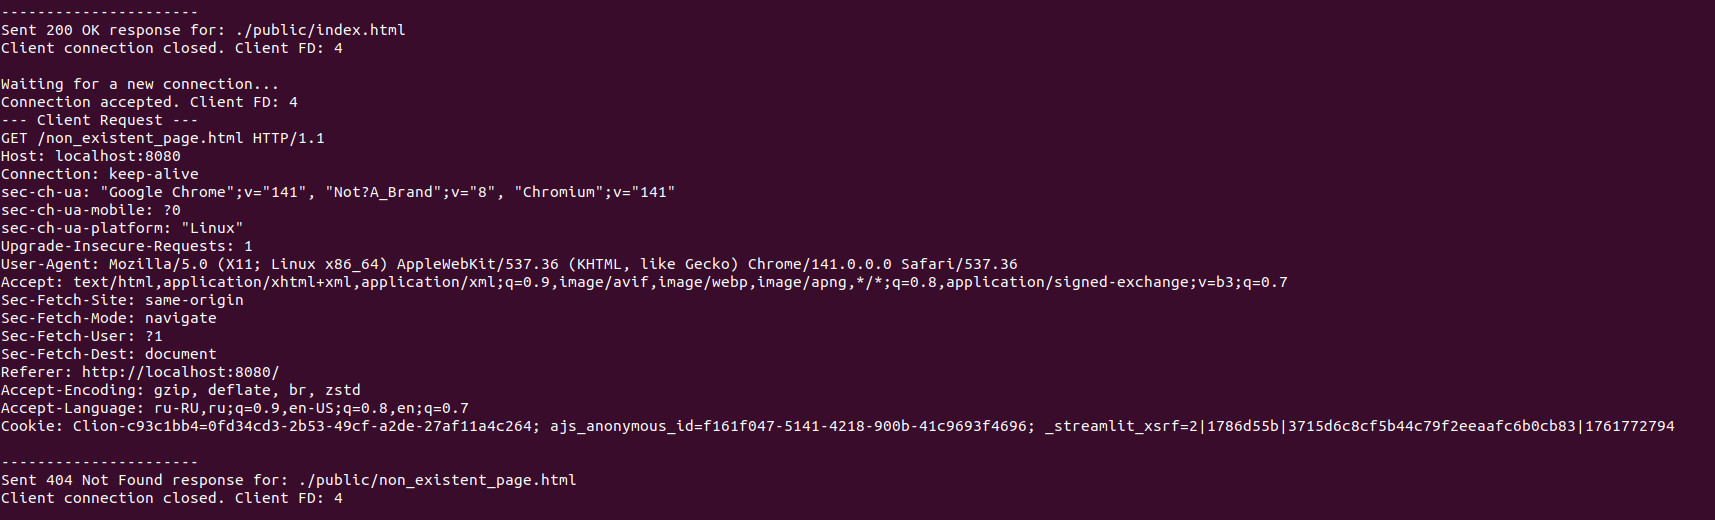 ----------------------
Sent 200 OK response for: ./public/index.html
Client connection closed. Client FD: 4

Waiting for a new connection...
Connection accepted. Client FD: 4
--- Client Request ---
GET /non_existent_page.html HTTP/1.1
Host: localhost:8080
Connection: keep-alive
sec-ch-ua: "Google Chrome";v="141", "Not?A_Brand";v="8", "Chromium";v="141"
sec-ch-ua-mobile: ?0
sec-ch-ua-platform: "Linux"
Upgrade-Insecure-Requests: 1
User-Agent: Mozilla/5.0 (X11; Linux x86_64) AppleWebKit/537.36 (KHTML, like Gecko) Chrome/141.0.0.0 Safari/537.36
Accept: text/html,application/xhtml+xml,application/xml;q=0.9,image/avif,image/webp,image/apng,*/*;q=0.8,application/signed-exchange;v=b3;q=0.7
Sec-Fetch-Site: same-origin
Sec-Fetch-Mode: navigate
Sec-Fetch-User: ?1
Sec-Fetch-Dest: document
Referer: http://localhost:8080/
Accept-Encoding: gzip, deflate, br, zstd
Accept-Language: ru-RU,ru;q=0.9,en-US;q=0.8,en;q=0.7
Cookie: Clion-c93c1bb4=0fd34cd3-2b53-49cf-a2de-27af11a4c264; ajs_anonymous_id=f161f047-5141-4218-900b-41c9693f4696; _streamlit_xsrf=2|1786d55b|3715d6c8cf5b44c79f2eeaafc6b0cb83|1761772794

----------------------
Sent 404 Not Found response for: ./public/non_existent_page.html
Client connection closed. Client FD: 4